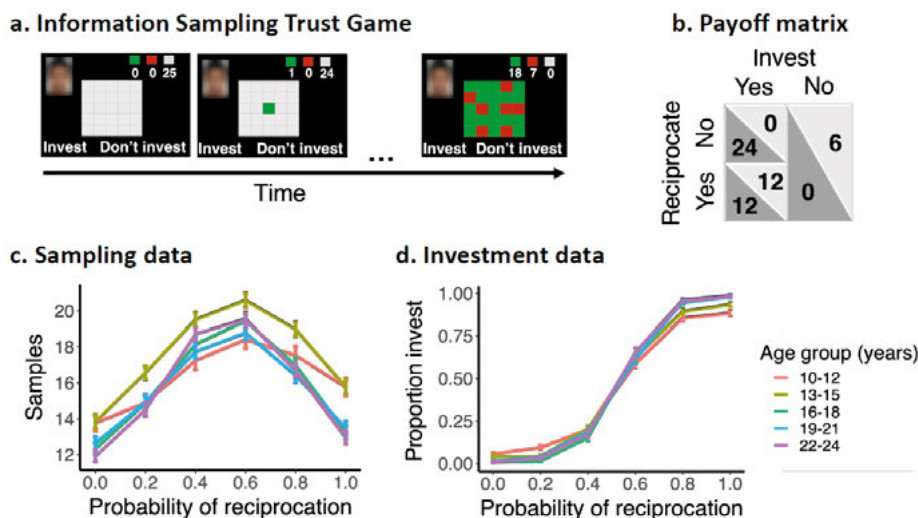 a. Information Sampling Trust Game
0 0 25
Invest Don't invest
1 0 24
Invest Don't invest
...
18 7 0
Invest Don't invest
Time
b. Payoff matrix
Invest
Yes No
Reciprocate
No
Yes
0
24
6
12
12
0
c. Sampling data
Samples
20
18
16
14
12
0.0 0.2 0.4 0.6 0.8 1.0
Probability of reciprocation
d. Investment data
Proportion invest
1.00
0.75
0.50
0.25
0.00
0.0 0.2 0.4 0.6 0.8 1.0
Probability of reciprocation
Age group (years)
10-12
13-15
16-18
19-21
22-24